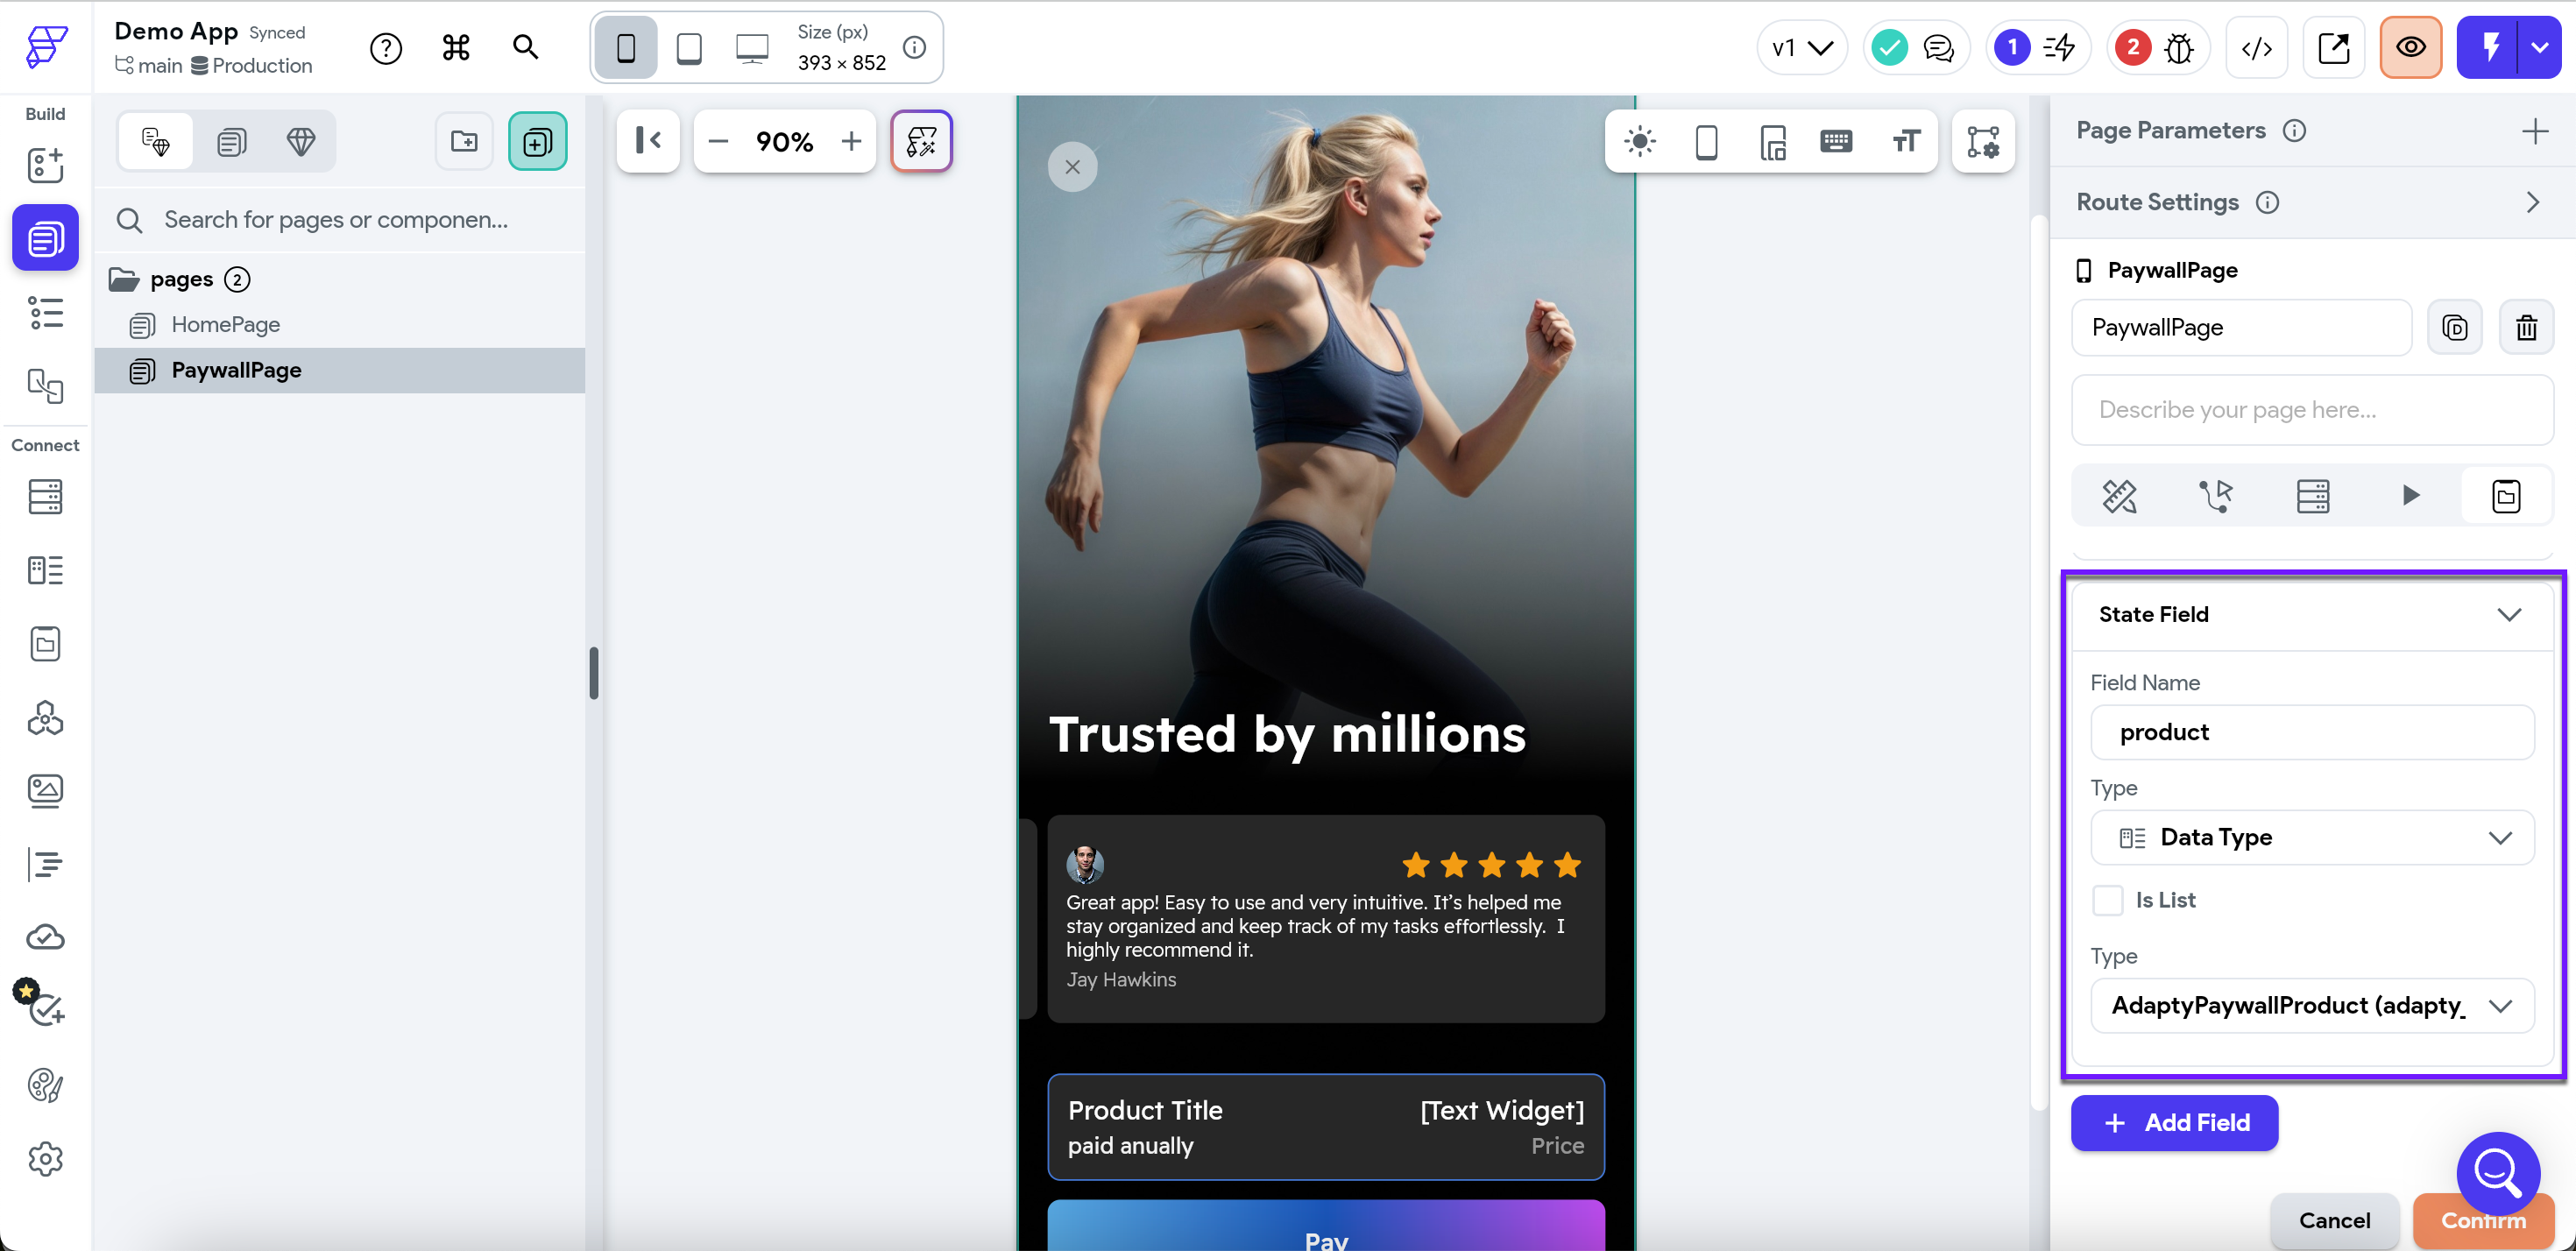 Demo App Synced
main Production
Size (px)
393 × 852
v1
1
2
Build
Connect
Search for pages or componen...
pages 2
HomePage
PaywallPage
90%
Trusted by millions
Great app! Easy to use and very intuitive. It's helped me
stay organized and keep track of my tasks effortlessly. I
highly recommend it.
Jay Hawkins
Product Title [Text Widget]
paid anually Price
Pay
Page Parameters
Route Settings
PaywallPage
PaywallPage
Describe your page here...
State Field
Field Name
product
Type
Data Type
Is List
Type
AdaptyPaywallProduct (adapty_
Add Field
Cancel Confirm